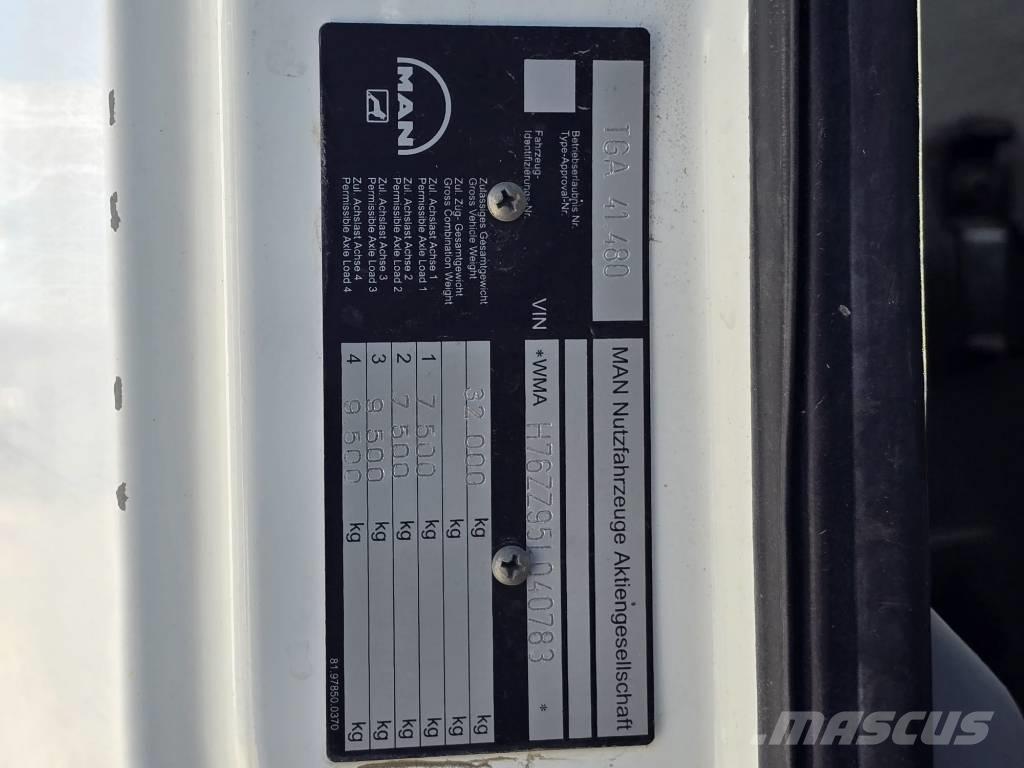 TGA 41 480
MAN Nutzfahrzeuge Aktiengesellschaft
Betriebserlaubnis Nr.
Type-Approval-Nr.
Fahrzeug-
Identifizierungs-Nr.
VIN *WMA H76ZZ95L040783 *
Zulässiges Gesamtgewicht
Gross Vehicle Weight
32 000 kg kg
Zul. Zug-Gesamtgewicht
Gross Combination Weight
kg kg
Zul. Achslast Achse 1
Permissible Axle Load 1
1 7 500 kg kg
Zul. Achslast Achse 2
Permissible Axle Load 2
2 7 500 kg kg
Zul. Achslast Achse 3
Permissible Axle Load 3
3 9 500 kg kg
Zul. Achslast Achse 4
Permissible Axle Load 4
4 9 500 kg kg
MAN
81.97850.0370
MASCUS